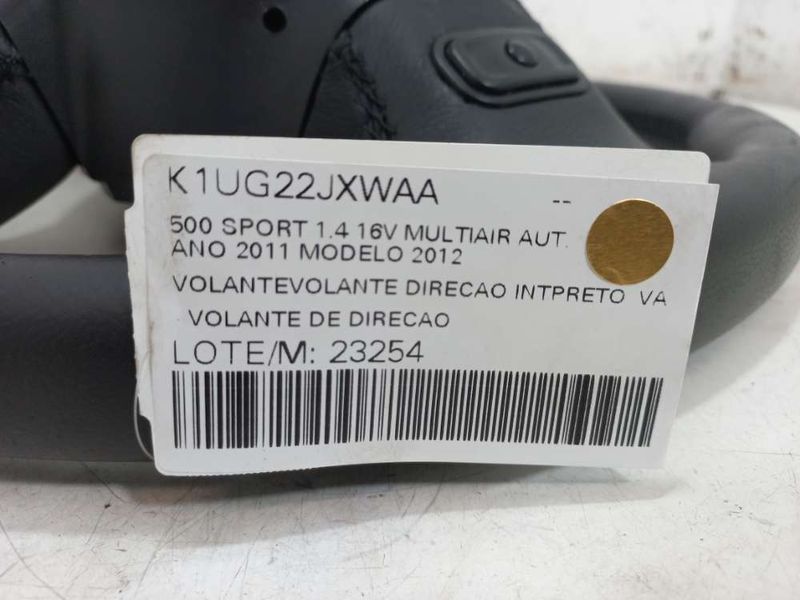 K1UG22JXWAA --
500 SPORT 1.4 16V MULTIAIR AUT.
ANO 2011 MODELO 2012
VOLANTEVOLANTE DIRECAO INTPRETO VA
- VOLANTE DE DIRECAO
LOTE/M: 23254